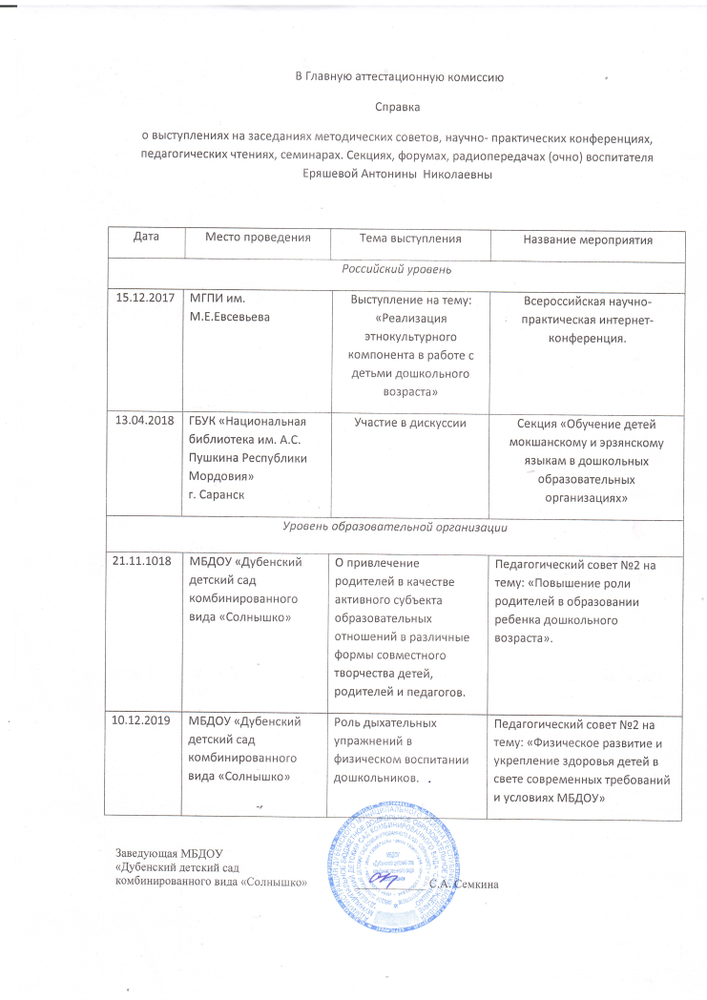 В Главную аттестационную комиссию
Справка
о выступлениях на заседаниях методических советов, научно- практических конференциях,
педагогических чтениях, семинарах. Секциях, форумах, радиопередачах (очно) воспитателя
Еряшевой Антонины Николаевны
Дата
Место проведения
Тема выступления
Название мероприятия
Российский уровень
15.12.2017
МГПИ им.
М.Е.Евсевьева
Выступление на тему:
«Реализация
этнокультурного
компонента в работе с
детьми дошкольного
возраста»
Всероссийская научно-
практическая интернет-
конференция.
13.04.2018
ГБУК «Национальная
библиотека им. А.С.
Пушкина Республики
Мордовия»
г. Саранск
Участие в дискуссии
Секция «Обучение детей
мокшанскому и эрзянскому
языкам в дошкольных
образовательных
организациях»
Уровень образовательной организации
21.11.1018
МБДОУ «Дубенский
детский сад
комбинированного
вида «Солнышко»
О привлечение
родителей в качестве
активного субъекта
образовательных
отношений в различные
формы совместного
творчества детей,
родителей и педагогов.
Педагогический совет №2 на
тему: «Повышение роли
родителей в образовании
ребенка дошкольного
возраста».
10.12.2019
МБДОУ «Дубенский
детский сад
комбинированного
вида «Солнышко»
Роль дыхательных
упражнений в
физическом воспитании
дошкольников.
Педагогический совет №2 на
тему: «Физическое развитие и
укрепление здоровья детей в
свете современных требований
и условиях МБДОУ»
Заведующая МБДОУ
«Дубенский детский сад
комбинированного вида «Солнышко»
С.А. Семкина